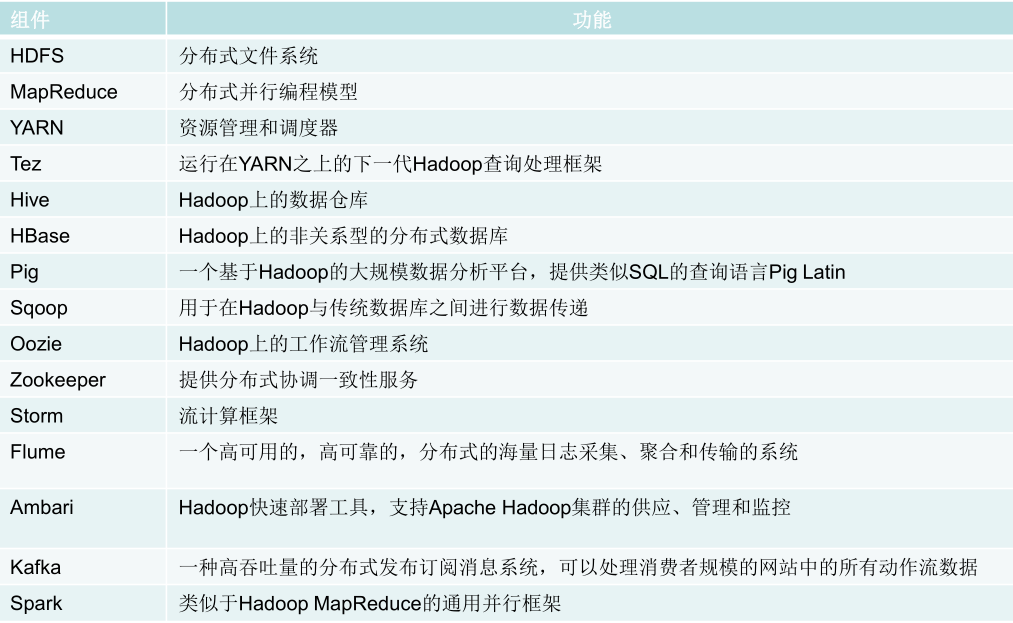 组件 功能
HDFS 分布式文件系统
MapReduce 分布式并行编程模型
YARN 资源管理和调度器
Tez 运行在YARN之上的下一代Hadoop查询处理框架
Hive Hadoop上的数据仓库
HBase Hadoop上的非关系型的分布式数据库
Pig 一个基于Hadoop的大规模数据分析平台，提供类似SQL的查询语言Pig Latin
Sqoop 用于在Hadoop与传统数据库之间进行数据传递
Oozie Hadoop上的工作流管理系统
Zookeeper 提供分布式协调一致性服务
Storm 流计算框架
Flume 一个高可用的，高可靠的，分布式的海量日志采集、聚合和传输的系统
Ambari Hadoop快速部署工具，支持Apache Hadoop集群的供应、管理和监控
Kafka 一种高吞吐量的分布式发布订阅消息系统，可以处理消费者规模的网站中的所有动作流数据
Spark 类似于Hadoop MapReduce的通用并行框架